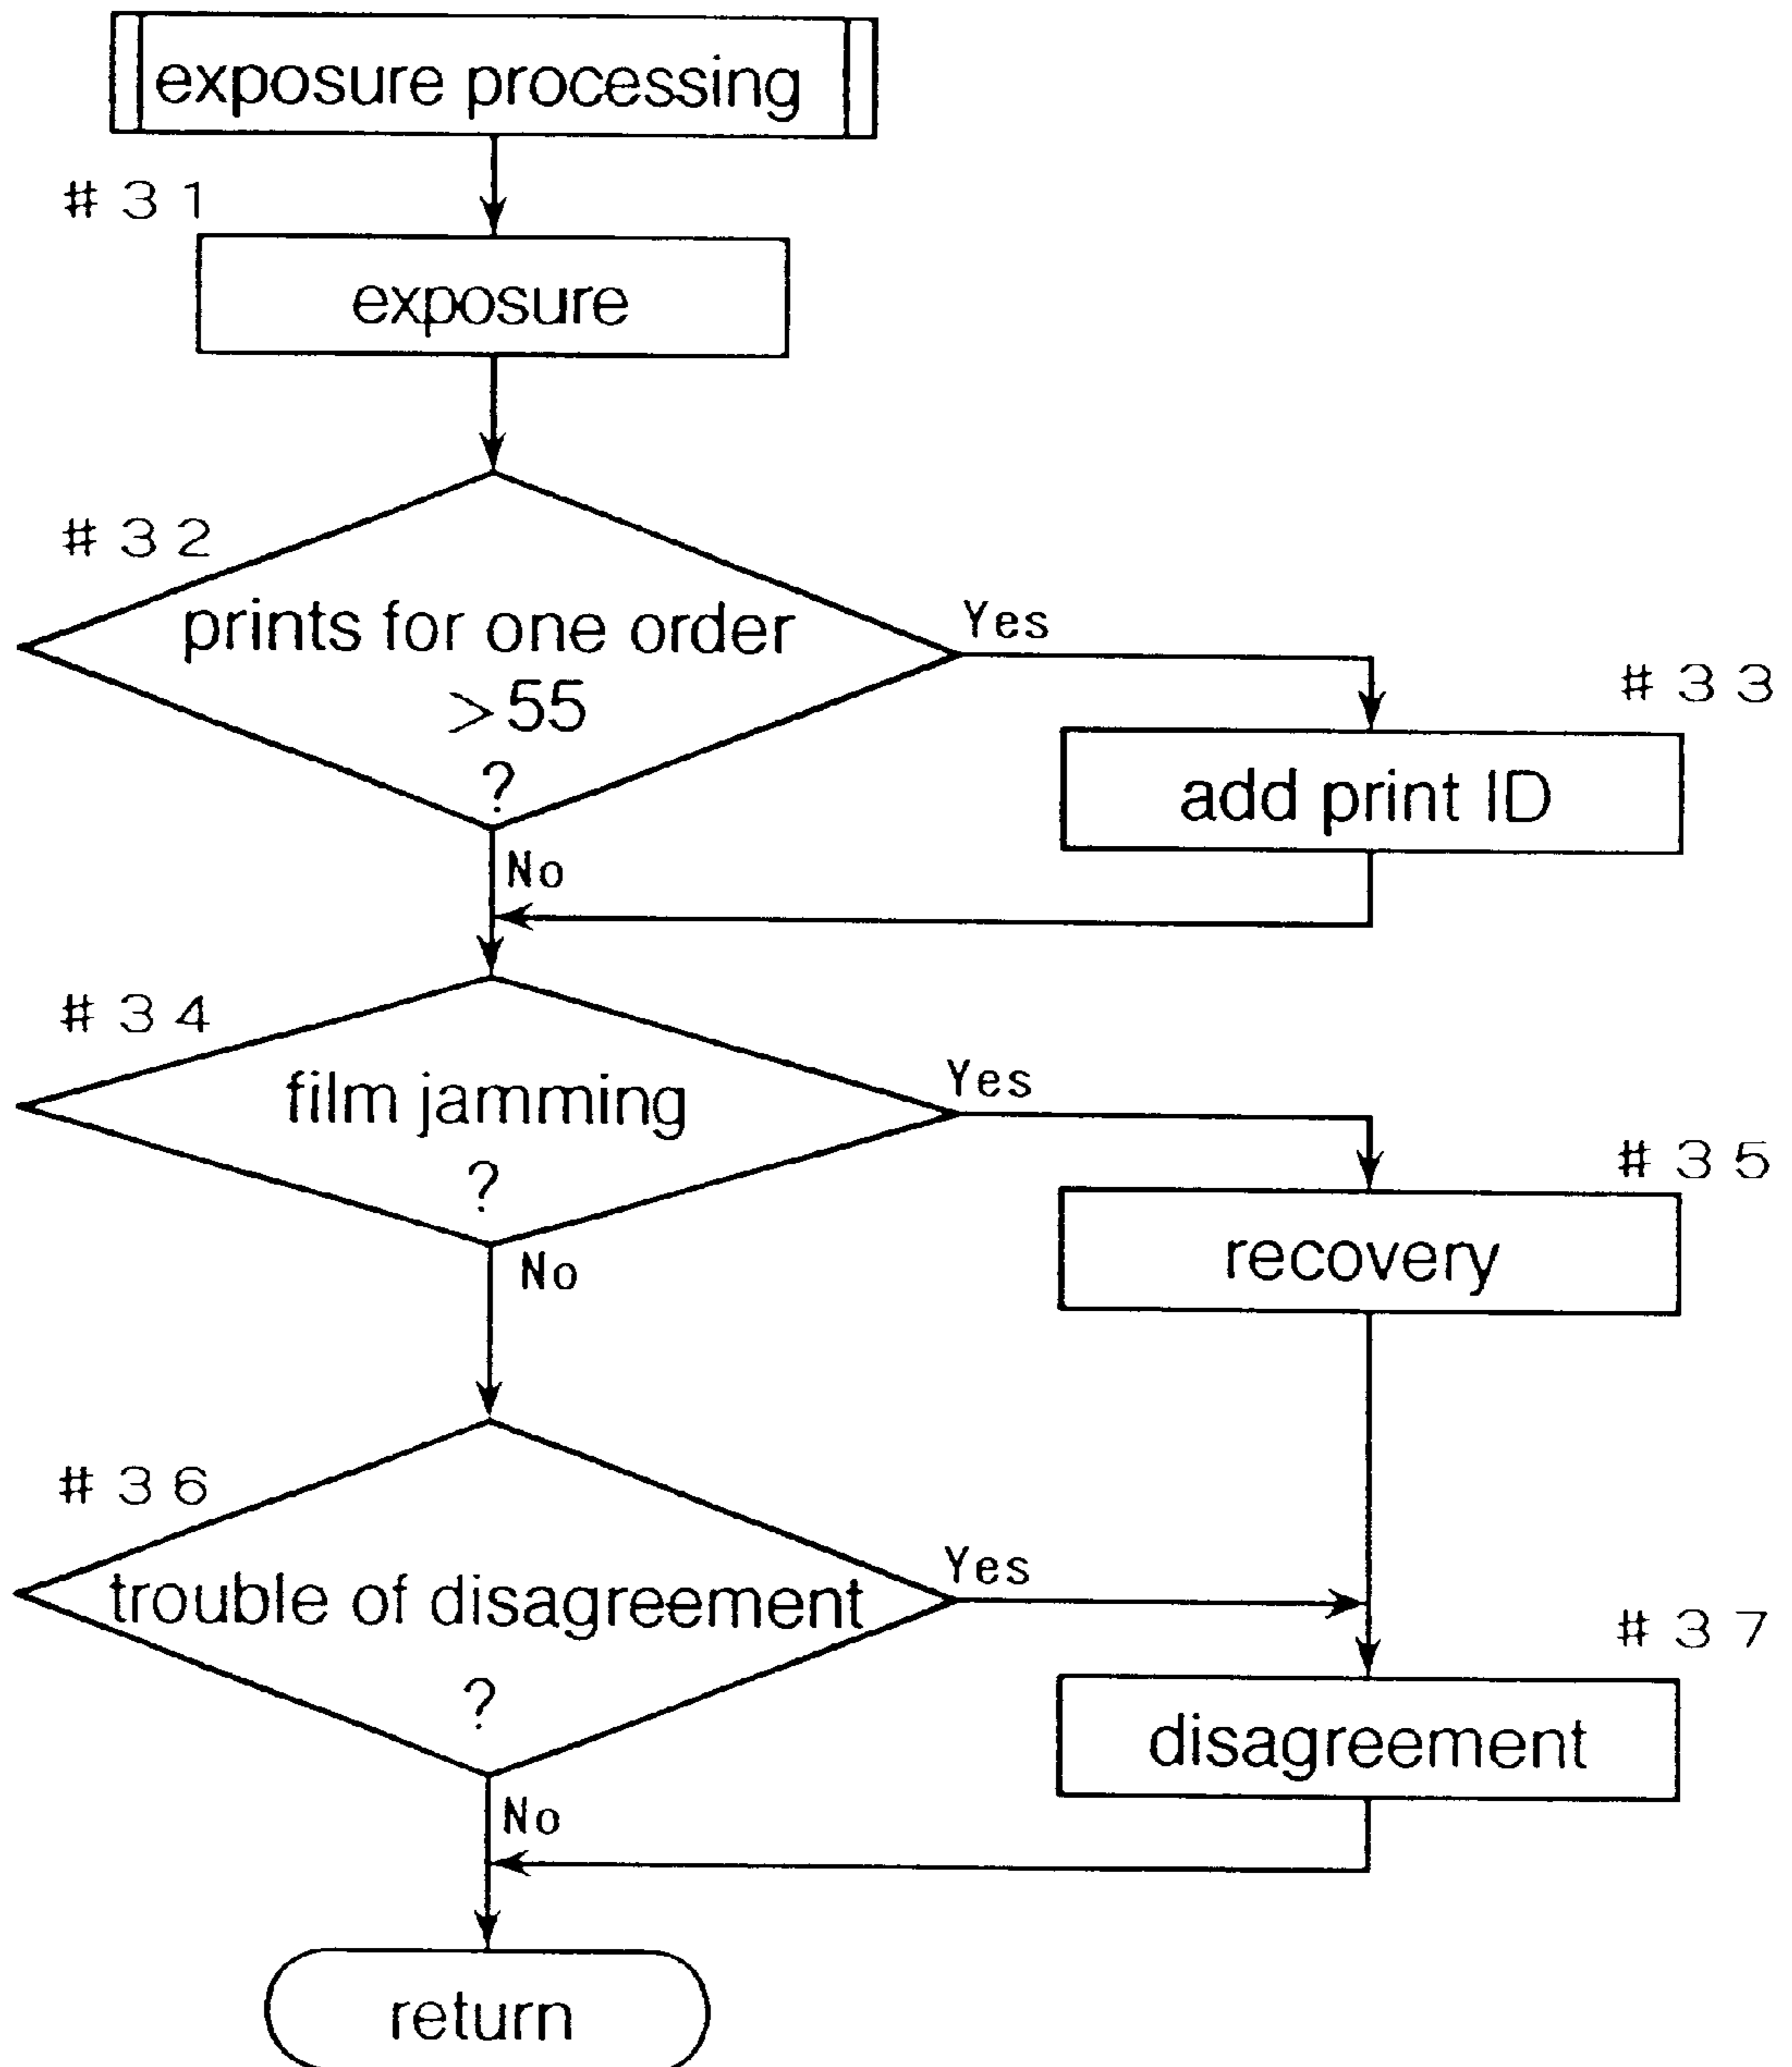 exposure processing
#31
exposure
#32
prints for one order
>55
?
Yes
#33
add print ID
No
#34
film jamming
?
Yes
#35
recovery
No
#36
trouble of disagreement
?
Yes
#37
disagreement
No
return